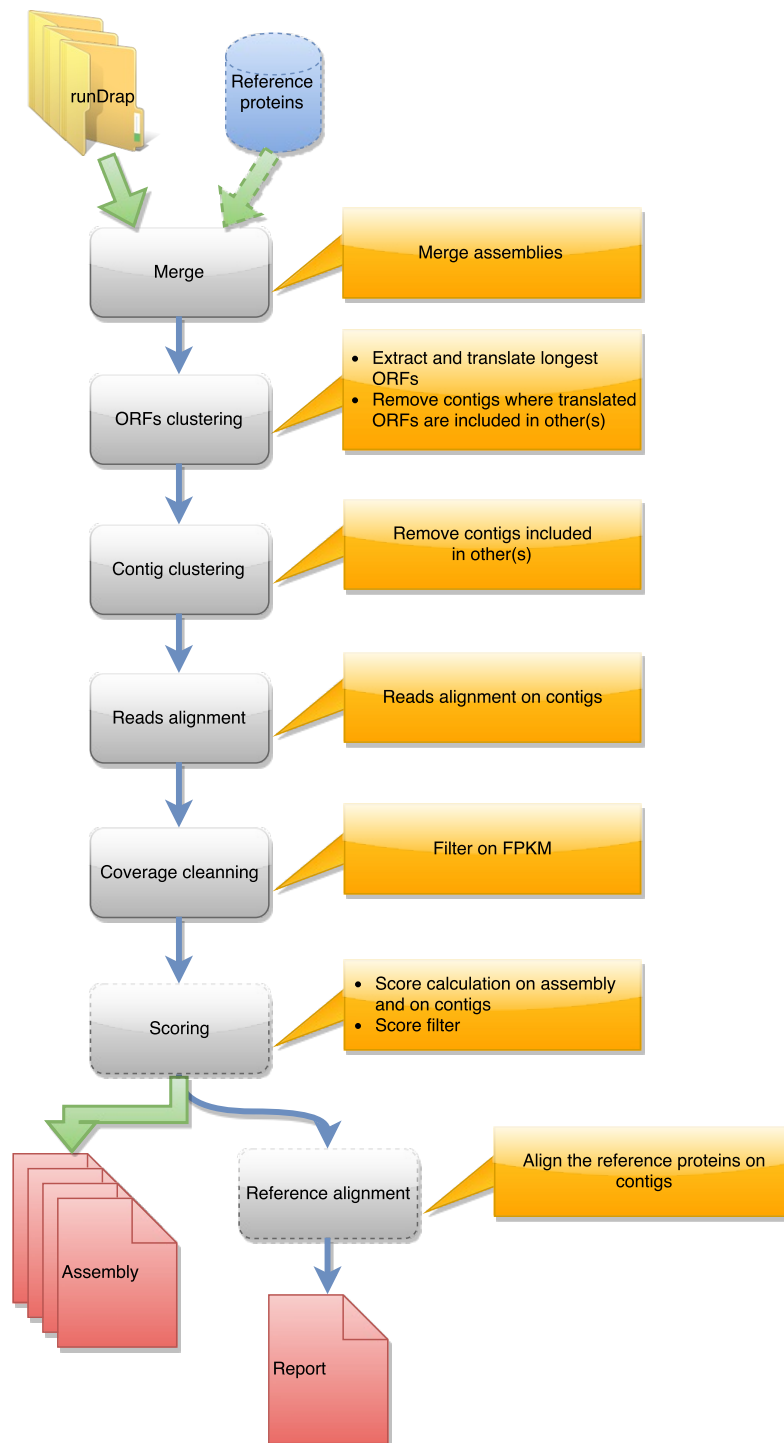 runDrap
Reference
proteins
Merge
Merge assemblies
ORFs clustering
• Extract and translate longest
ORFs
• Remove contigs where translated
ORFs are included in other(s)
Contig clustering
Remove contigs included
in other(s)
Reads alignment
Reads alignment on contigs
Coverage cleanning
Filter on FPKM
Scoring
• Score calculation on assembly
and on contigs
• Score filter
Reference alignment
Align the reference proteins on
contigs
Assembly
Report